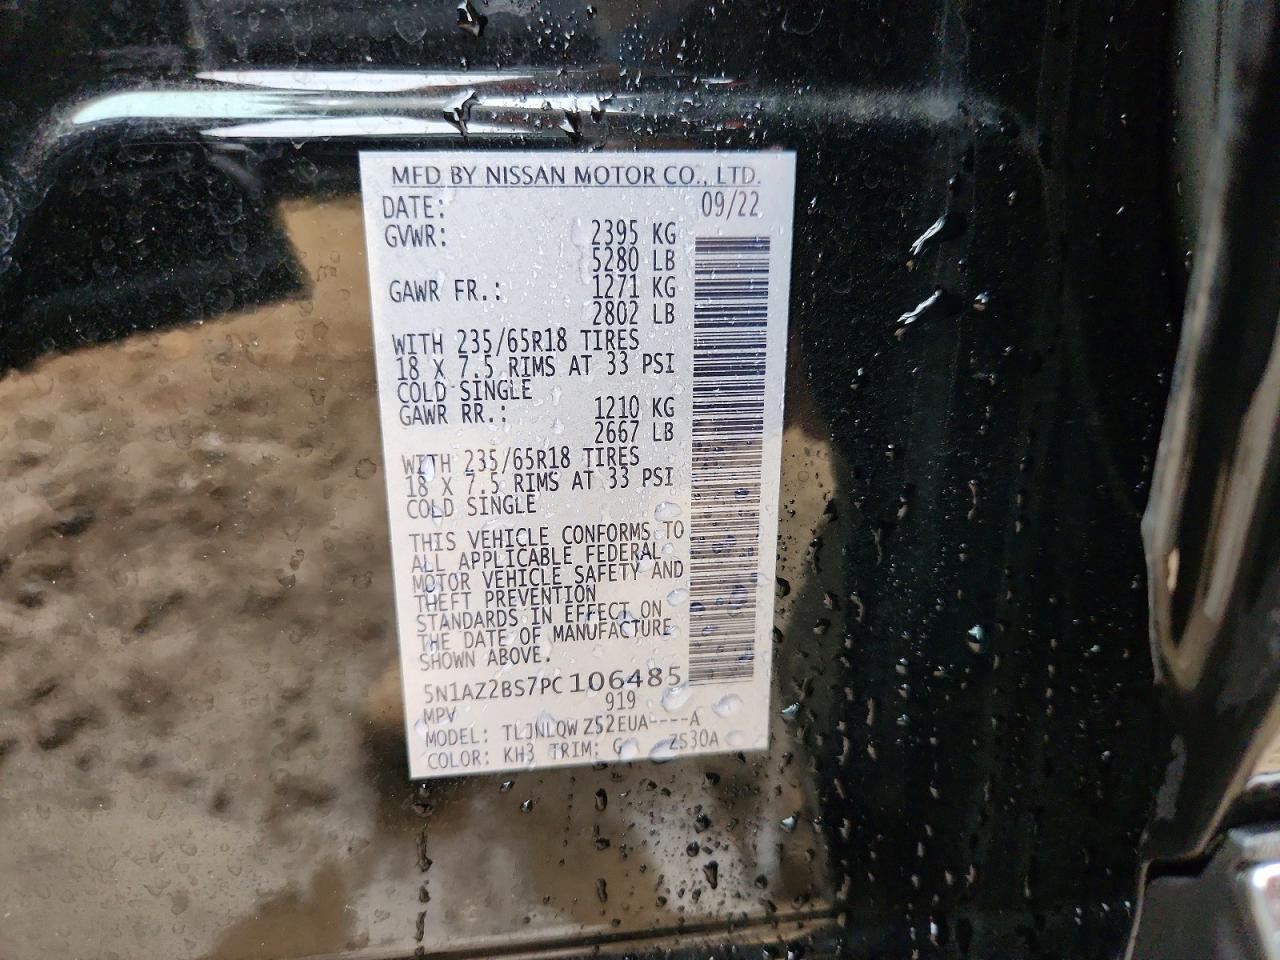 MFD BY NISSAN MOTOR CO., LTD.
DATE: 09/22
GVWR: 2395 KG
5280 LB
GAWR FR.: 1271 KG
2802 LB
WITH 235/65R18 TIRES
18 X 7.5 RIMS AT 33 PSI
COLD SINGLE
GAWR RR.: 1210 KG
2667 LB
WITH 235/65R18 TIRES
18 X 7.5 RIMS AT 33 PSI
COLD SINGLE
THIS VEHICLE CONFORMS TO
ALL APPLICABLE FEDERAL
MOTOR VEHICLE SAFETY AND
THEFT PREVENTION
STANDARDS IN EFFECT ON
THE DATE OF MANUFACTURE
SHOWN ABOVE.
5N1AZ2BS7PC106485
MPV 919
MODEL: TLJNLQWZS2EUA----A
COLOR: KH3 TRIM: G ZS30A